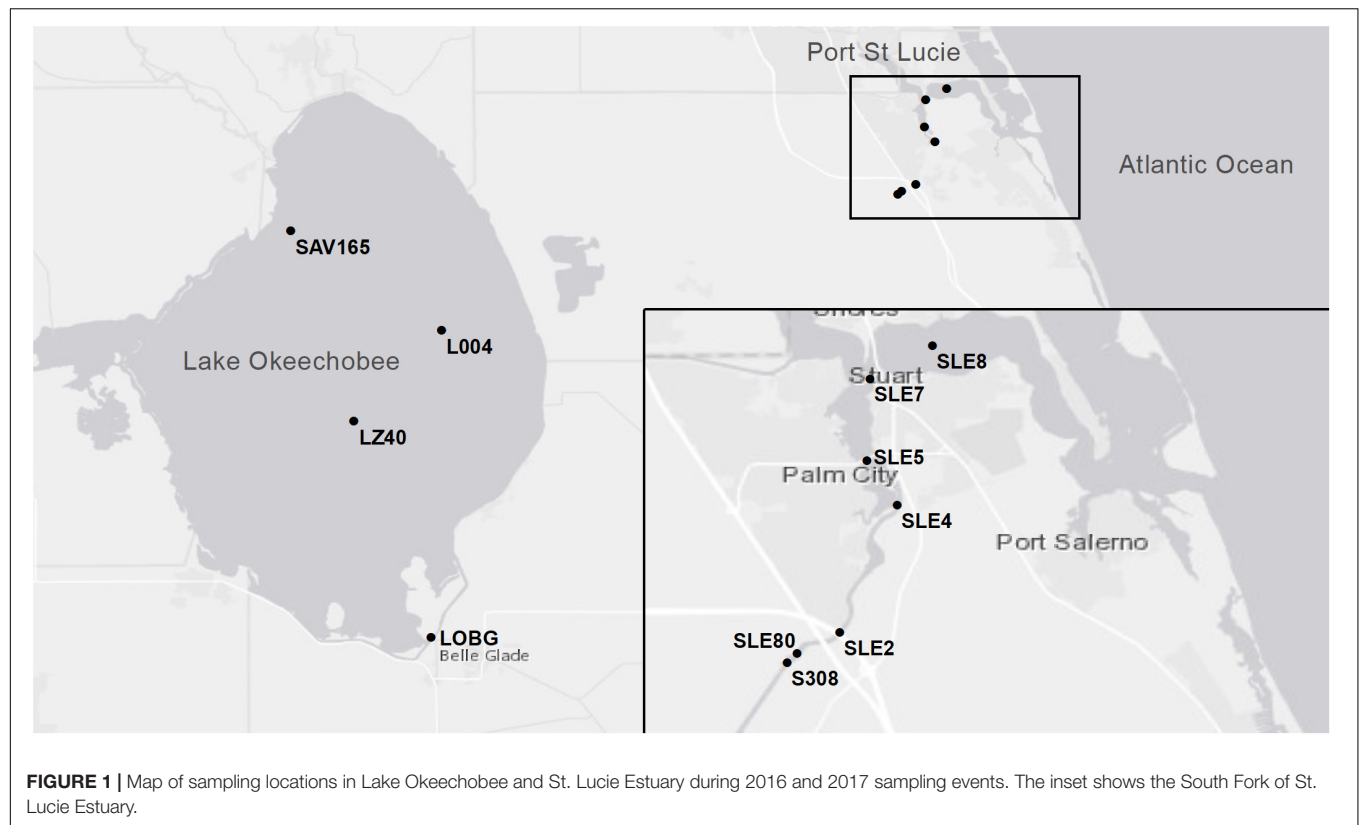 Port St Lucie
Atlantic Ocean
SAV165
L004
Lake Okeechobee
LZ40
LOBG
Belle Glade
Shores
SLE8
Stuart
SLE7
SLE5
Palm City
SLE4
Port Salerno
SLE80
SLE2
S308
FIGURE 1 | Map of sampling locations in Lake Okeechobee and St. Lucie Estuary during 2016 and 2017 sampling events. The inset shows the South Fork of St.
Lucie Estuary.